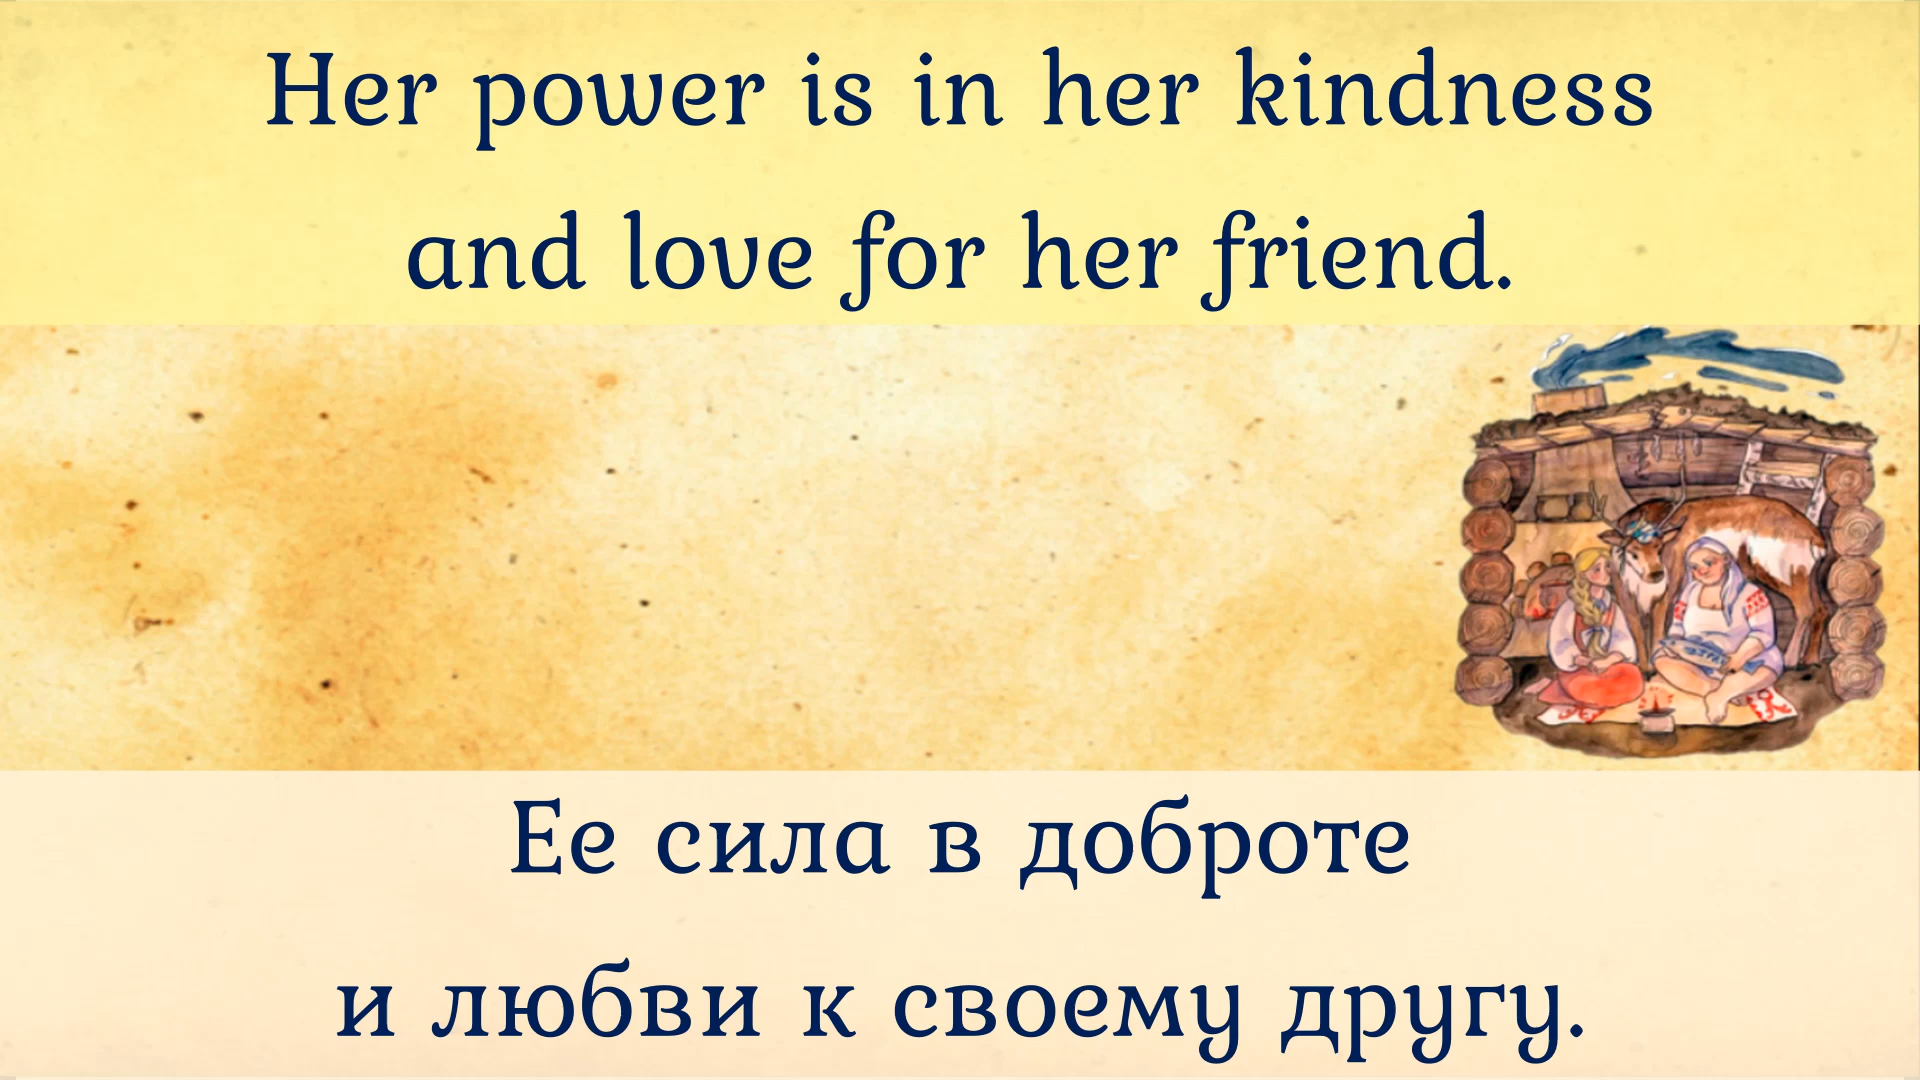 Her power is in her kindness
and love for her friend.
Ее сила в доброте
и любви к своему другу.